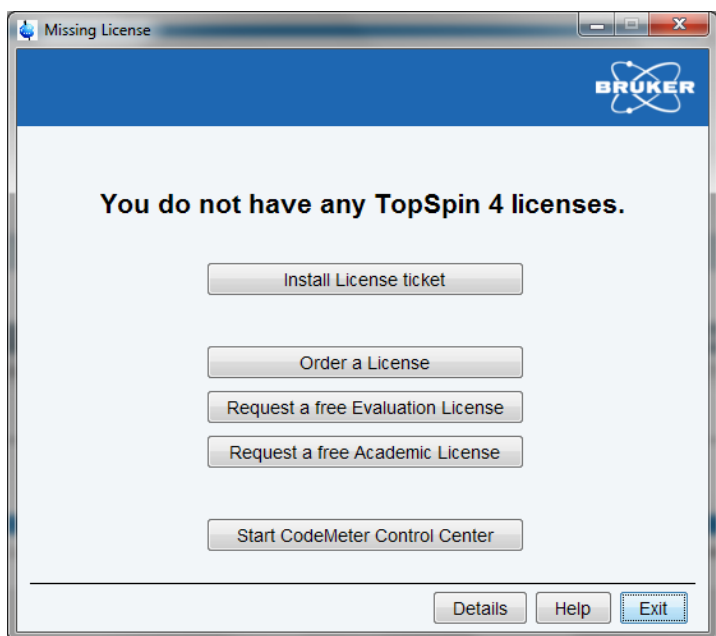 Missing License
BRUKER
You do not have any TopSpin 4 licenses.
Install License ticket
Order a License
Request a free Evaluation License
Request a free Academic License
Start CodeMeter Control Center
Details Help Exit